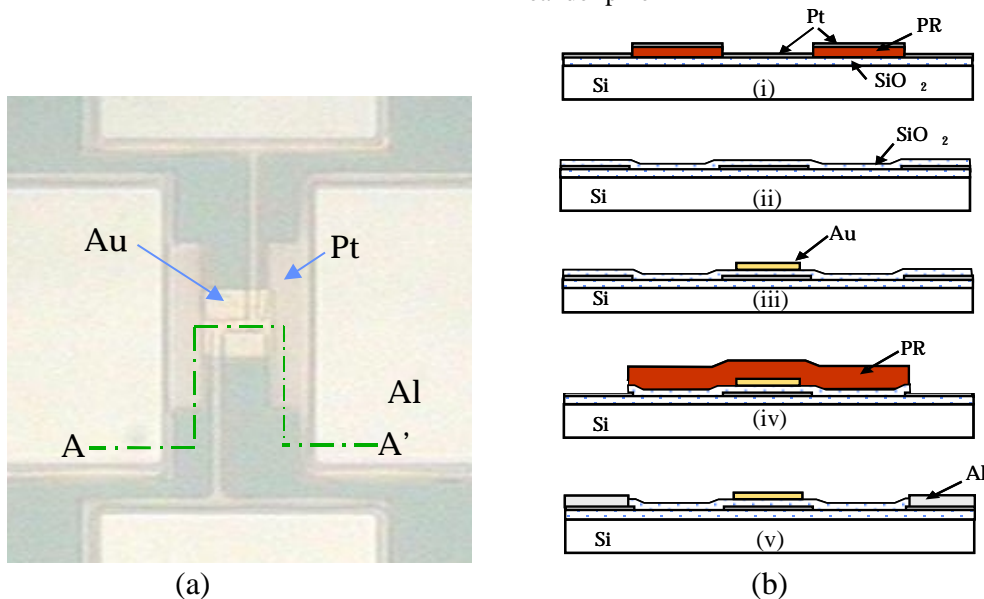 Pt
PR
Si
(i)
SiO 2
SiO 2
Si
(ii)
Au
Si
(iii)
PR
Si
(iv)
Al
Si
(v)
Au
Pt
Al
A
A'
(a)
(b)